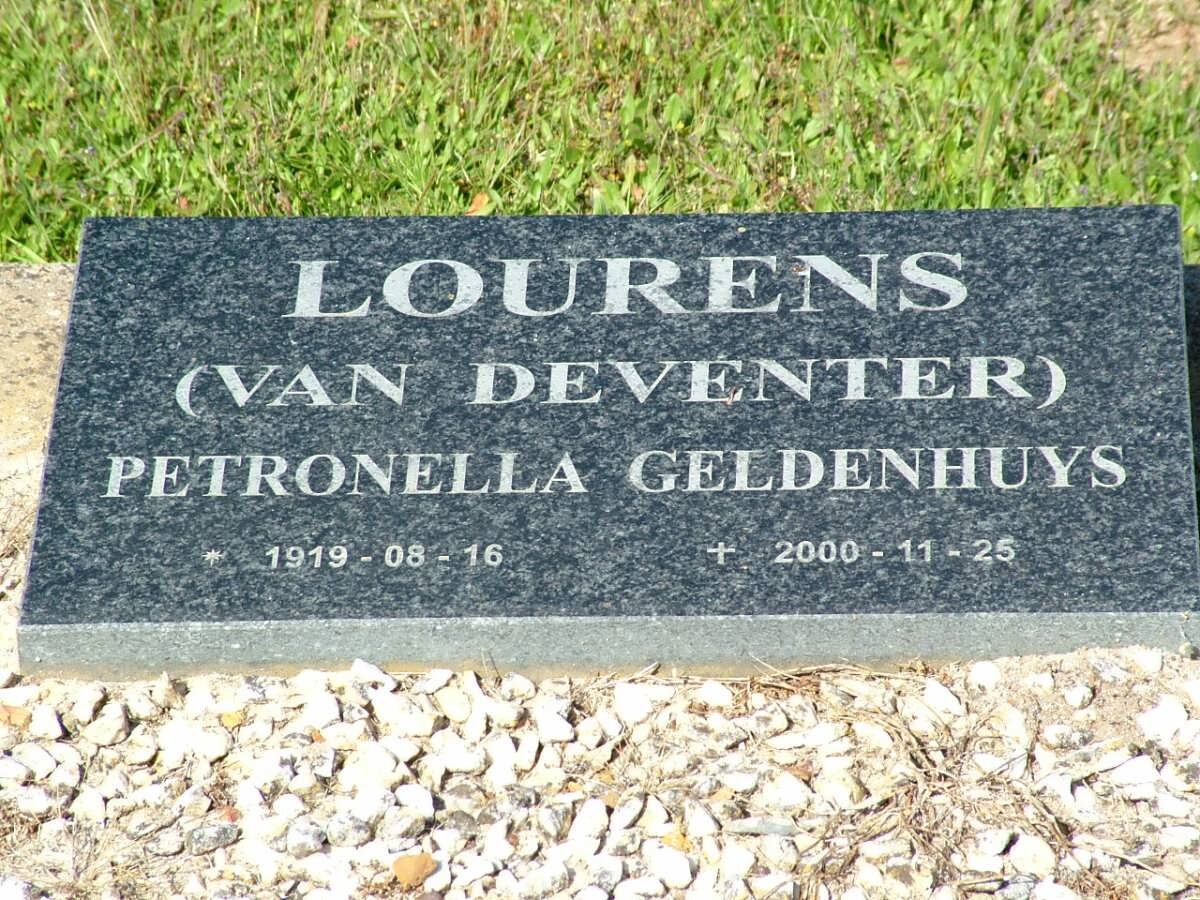 LOURENS
(VAN DEVENTER)
PETRONELLA GELDENHUYS
* 1919 - 08 - 16 + 2000 - 11 - 25